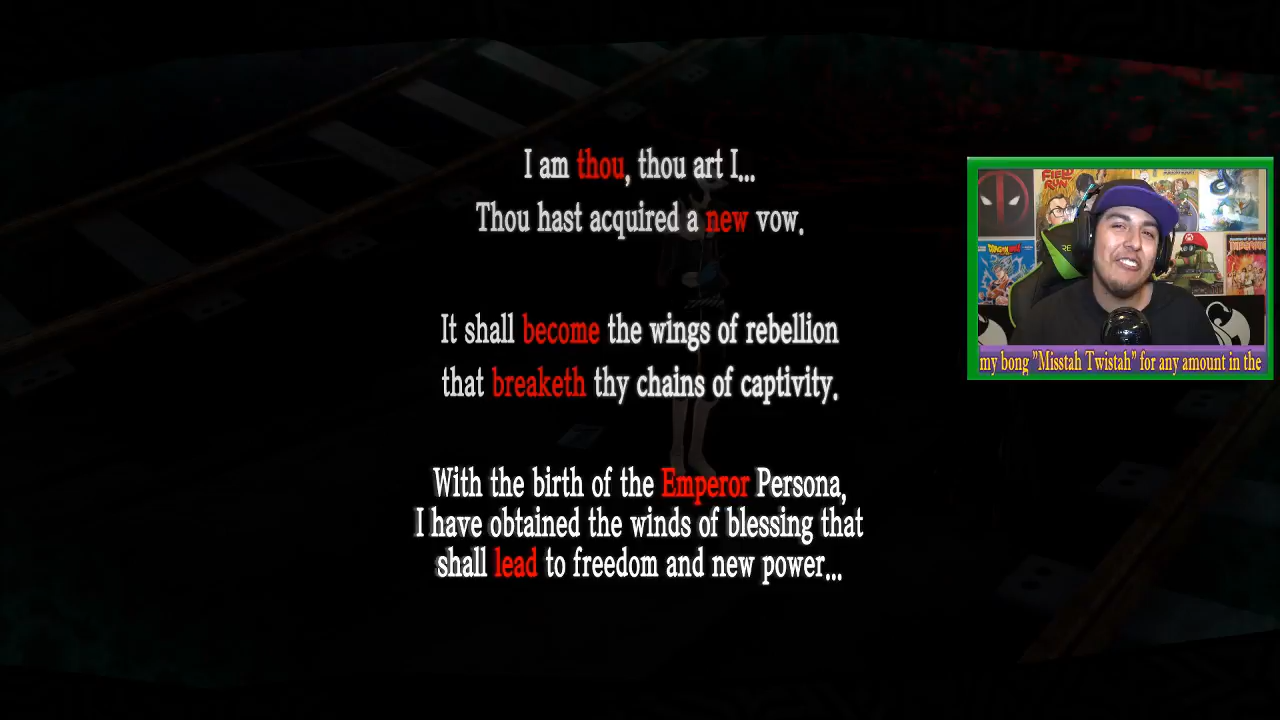 I am thou, thou art I...
Thou hast acquired a new vow.
It shall become the wings of rebellion
that breaketh thy chains of captivity.
With the birth of the Emperor Persona,
I have obtained the winds of blessing that
shall lead to freedom and new power...
my bong "Misstah Twistah" for any amount in the